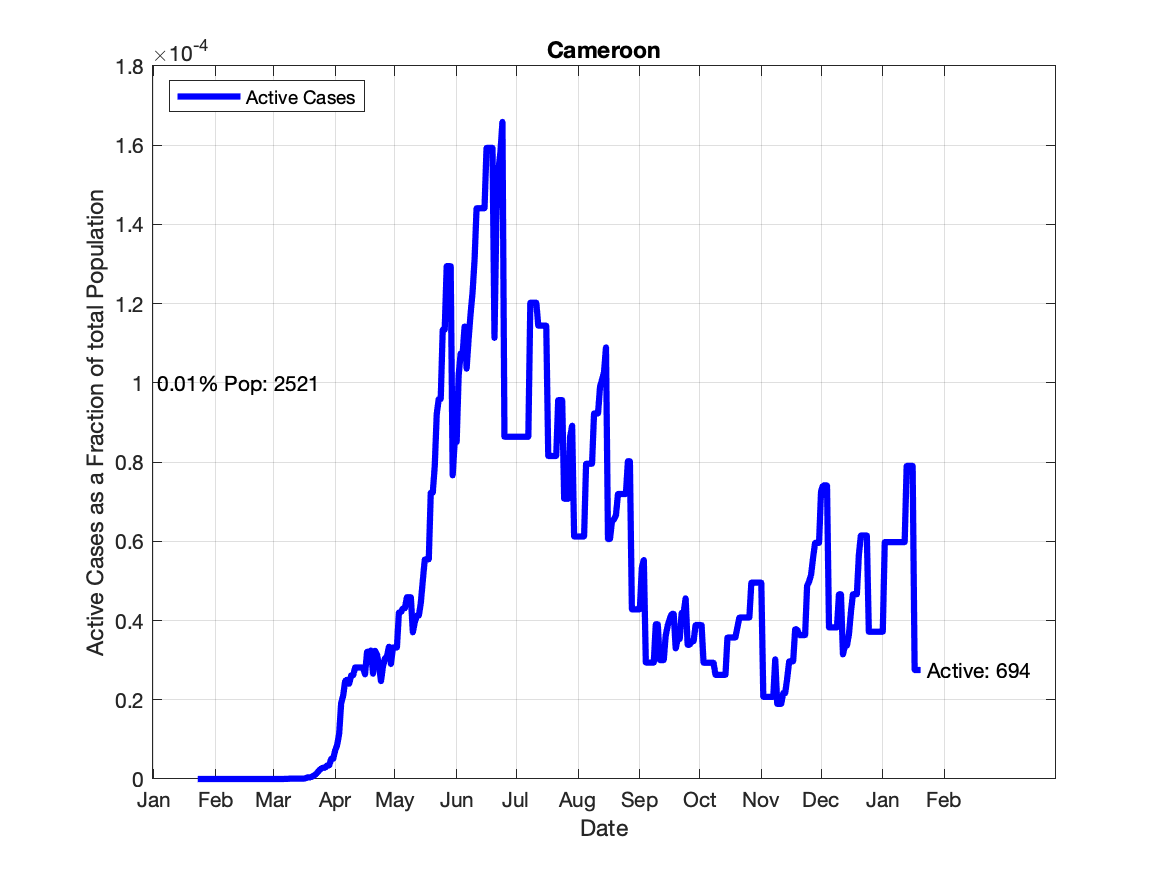 Cameroon
×10-4
1.8
1.6
1.4
1.2
1
0.8
0.6
0.4
0.2
0
Active Cases as a Fraction of total Population
Active Cases
0.01% Pop: 2521
Active: 694
Jan Feb Mar Apr May Jun Jul Aug Sep Oct Nov Dec Jan Feb
Date